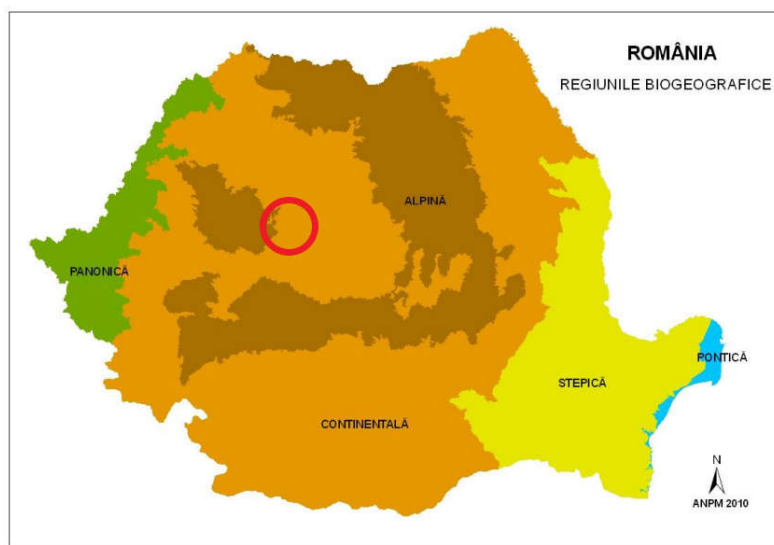 ROMÂNIA
REGIUNILE BIOGEOGRAFICE
ALPINĂ
PANONICĂ
PONTICĂ
STEPICĂ
CONTINENTALĂ
N
ANPM 2010